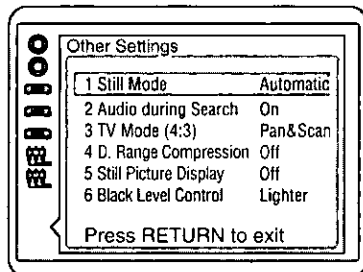 Other Settings
1 Still Mode Automatic
2 Audio during Search On
3 TV Mode (4:3) Pan&Scan
4 D. Range Compression Off
5 Still Picture Display Off
6 Black Level Control Lighter
Press RETURN to exit